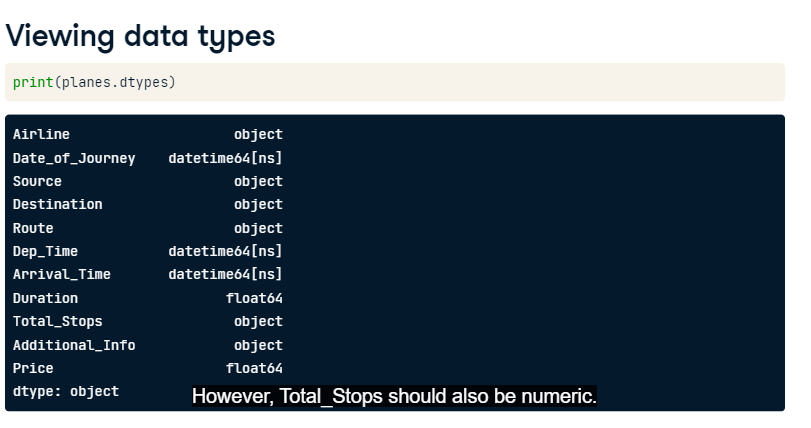 Viewing data types
print(planes.dtypes)
Airline                    object
Date_of_Journey    datetime64[ns]
Source                     object
Destination                object
Route                      object
Dep_Time           datetime64[ns]
Arrival_Time       datetime64[ns]
Duration                  float64
Total_Stops                object
Additional_Info            object
Price                     float64
dtype: object
However, Total_Stops should also be numeric.